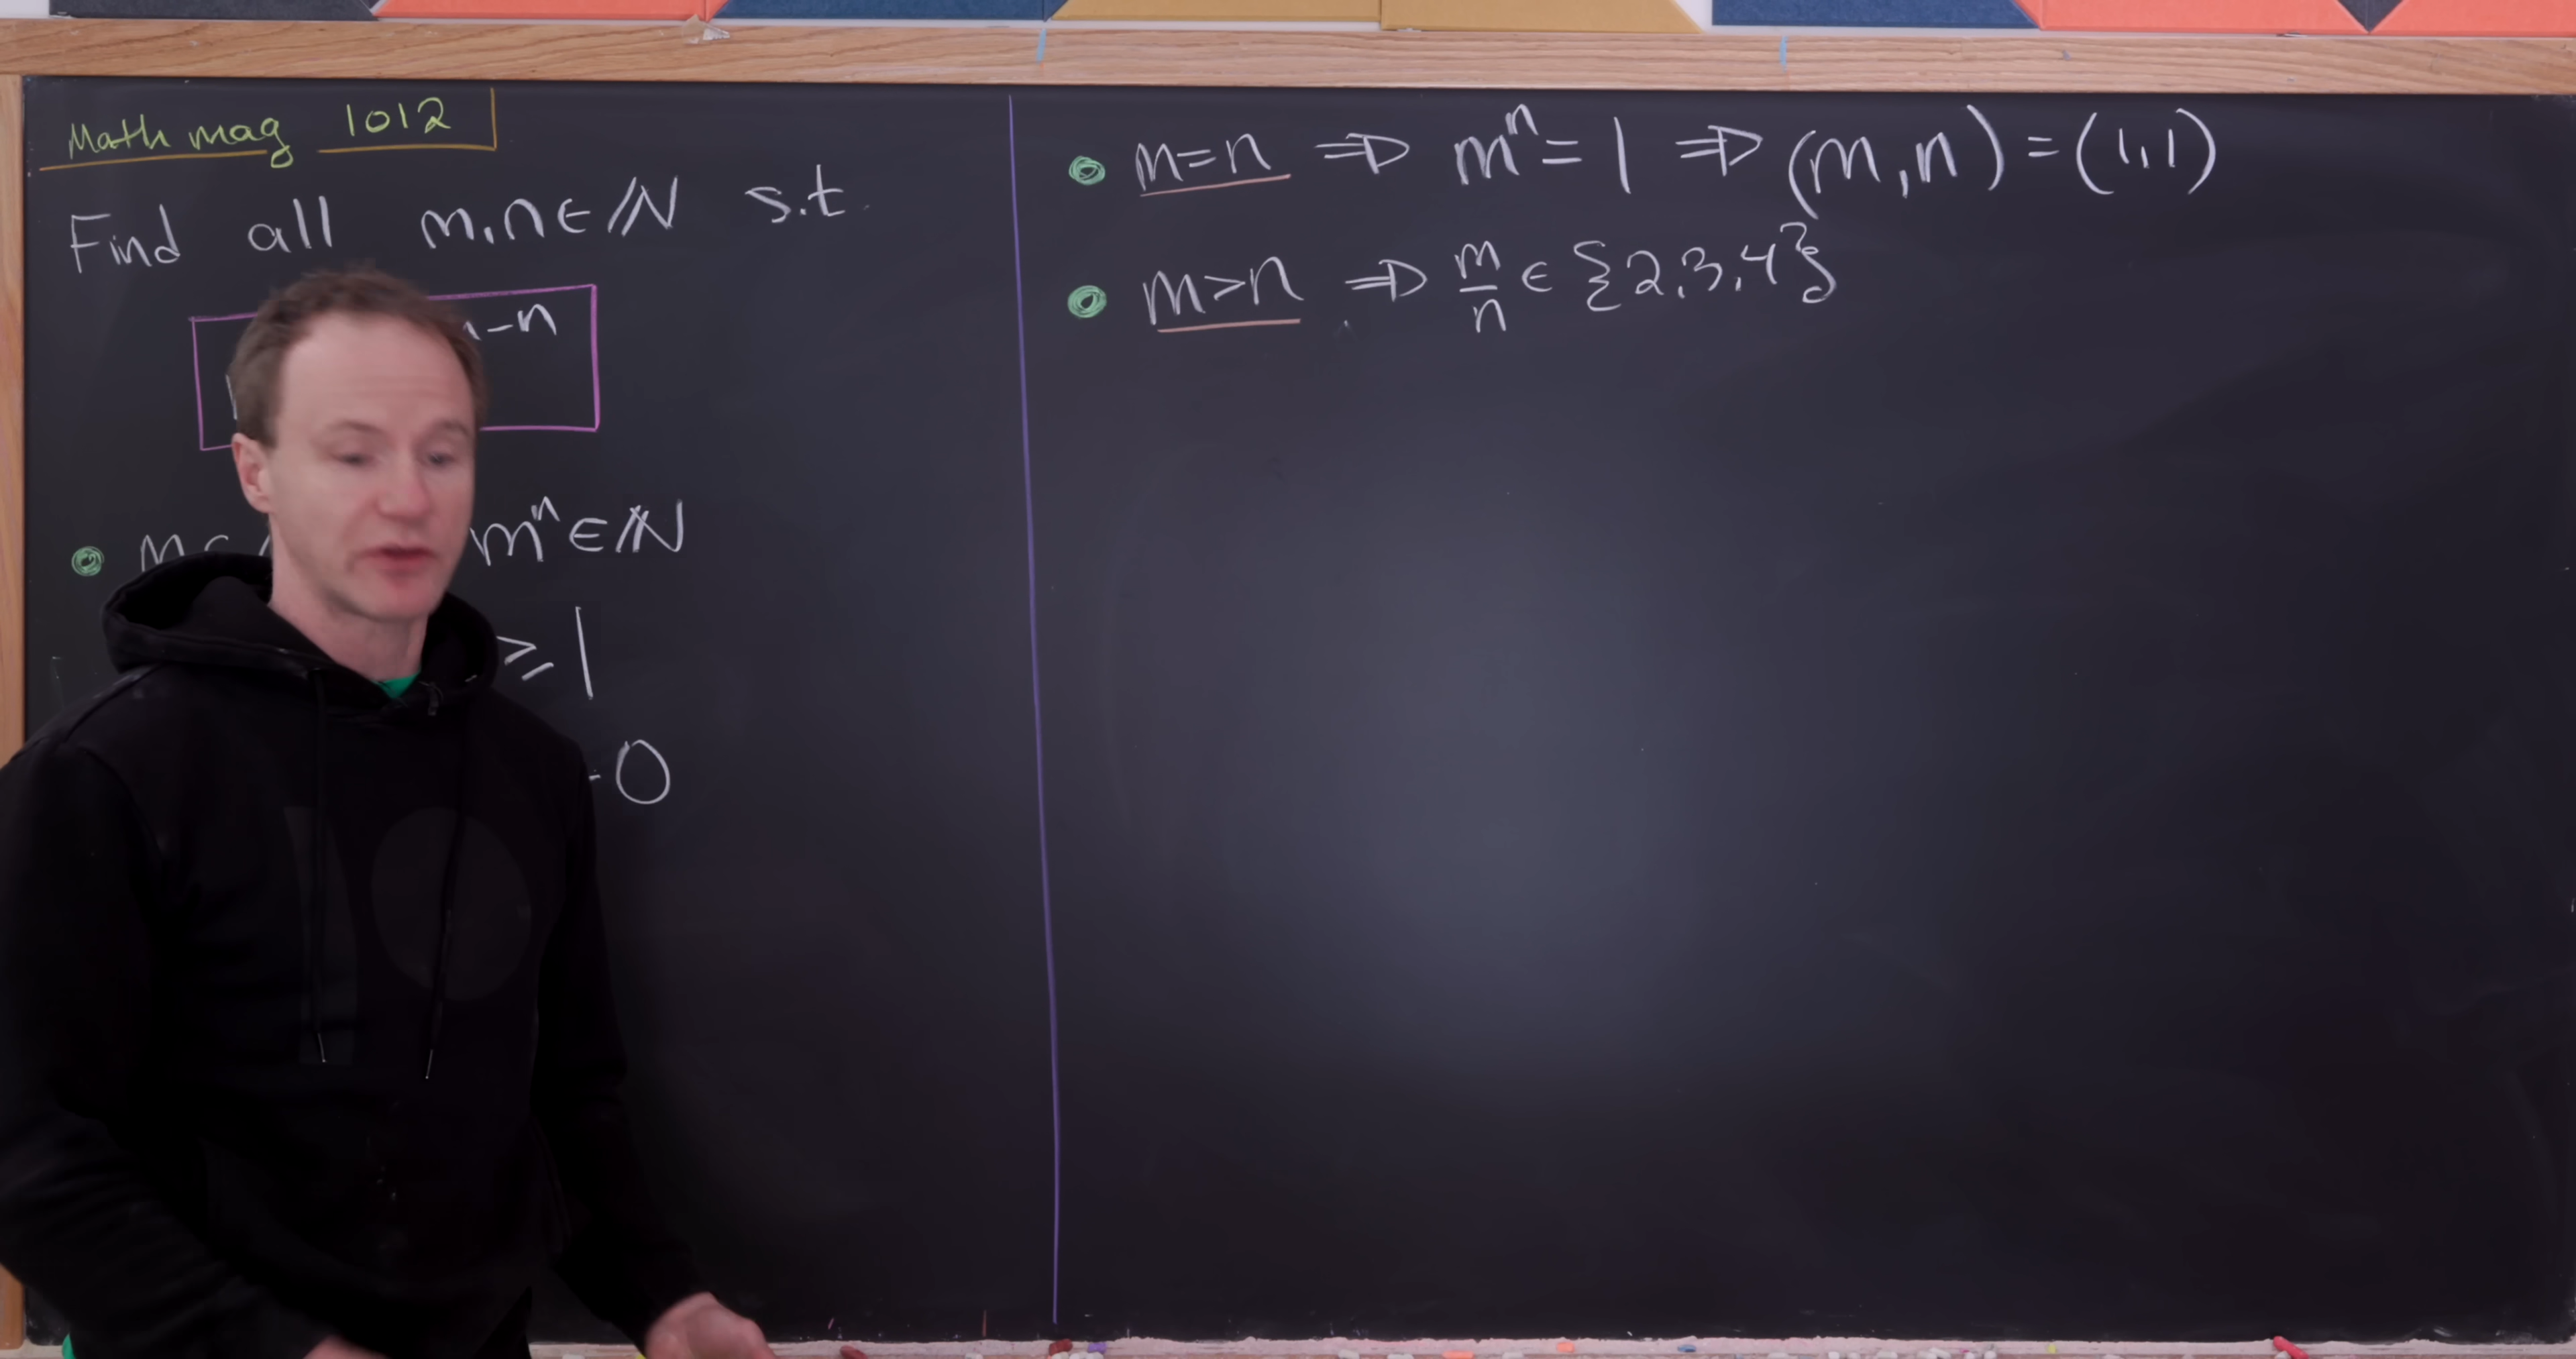 Math mag 1012
Find all m,n∈ℕ s.t.
-n
m^n∈ℕ
≥1
-0
m=n ⇒ m^n=1 ⇒ (m,n)=(1,1)
m>n ⇒ m/n ∈ {2,3,4}